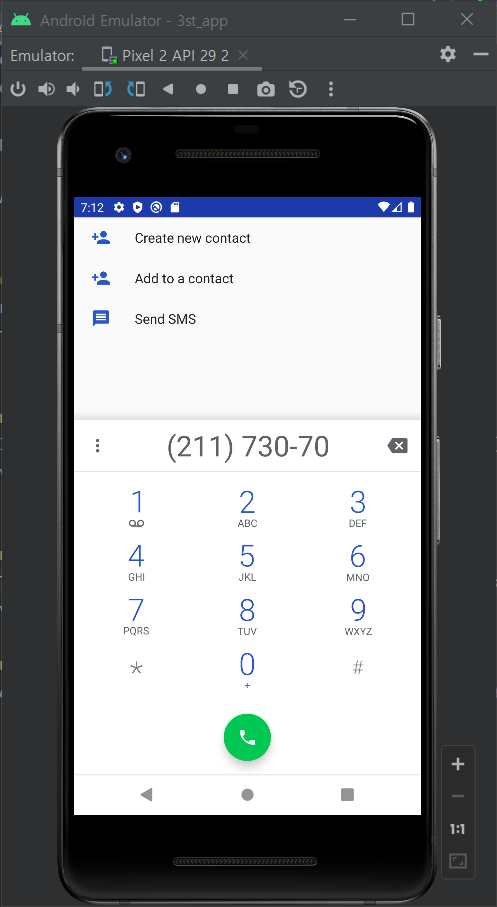 Android Emulator - 3st_app
Emulator: Pixel 2 API 29 2
7:12
Create new contact
Add to a contact
Send SMS
(211) 730-70
1 2 3
ABC DEF
4 5 6
GHI JKL MNO
7 8 9
PQRS TUV WXYZ
* 0 #
+
1:1